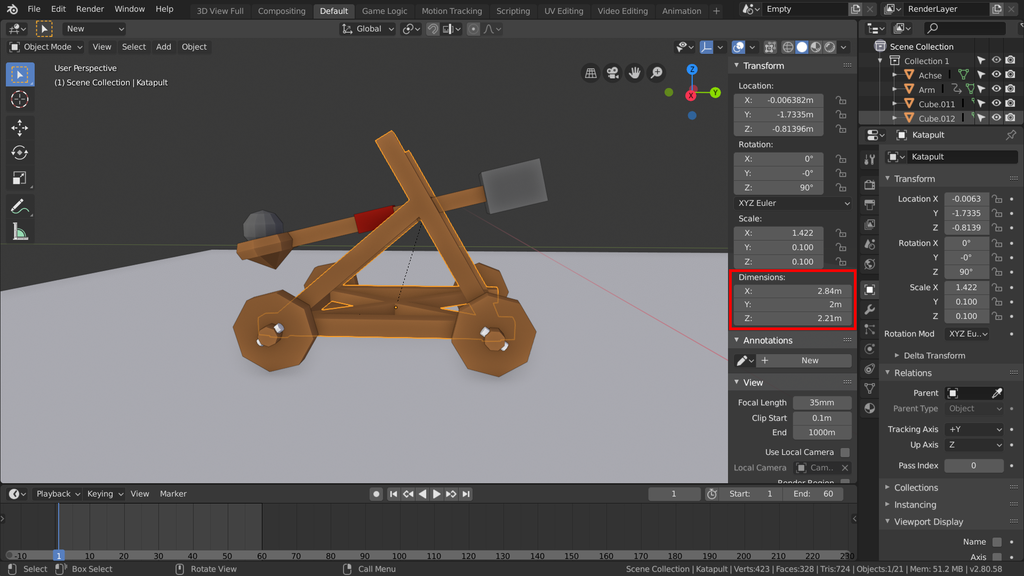 File Edit Render Window Help
3D View Full Compositing Default Game Logic Motion Tracking Scripting UV Editing Video Editing Animation
Empty
RenderLayer
New
Global
Object Mode View Select Add Object
User Perspective
(1) Scene Collection | Katapult
Z
Y
X
Transform
Location:
X: -0.006382m
Y: -1.7335m
Z: -0.81396m
Rotation:
X: 0°
Y: -0°
Z: 90°
XYZ Euler
Scale:
X: 1.422
Y: 0.100
Z: 0.100
Dimensions:
X: 2.84m
Y: 2m
Z: 2.21m
Annotations
New
View
Focal Length 35mm
Clip Start 0.1m
End 1000m
Use Local Camera
Local Camera Cam..
Render Region
Scene Collection
Collection 1
Achse
Arm
Cube.011
Cube.012
Katapult
Katapult
Transform
Location X -0.0063
Y -1.7335
Z -0.8139
Rotation X 0°
Y -0°
Z 90°
Scale X 1.422
Y 0.100
Z 0.100
Rotation Mod XYZ Eu..
Delta Transform
Relations
Parent
Parent Type Object
Tracking Axis +Y
Up Axis Z
Pass Index 0
Collections
Instancing
Viewport Display
Name
Axis
Playback Keying View Marker
1
Start: 1
End: 60
-10 1 10 20 30 40 50 60 70 80 90 100 110 120 130 140 150 160 170 180 190 200 210 220 230
Select Box Select Rotate View Call Menu
Scene Collection | Katapult | Verts:423 | Faces:328 | Tris:724 | Objects:1/21 | Mem: 51.2 MB | v2.80.58